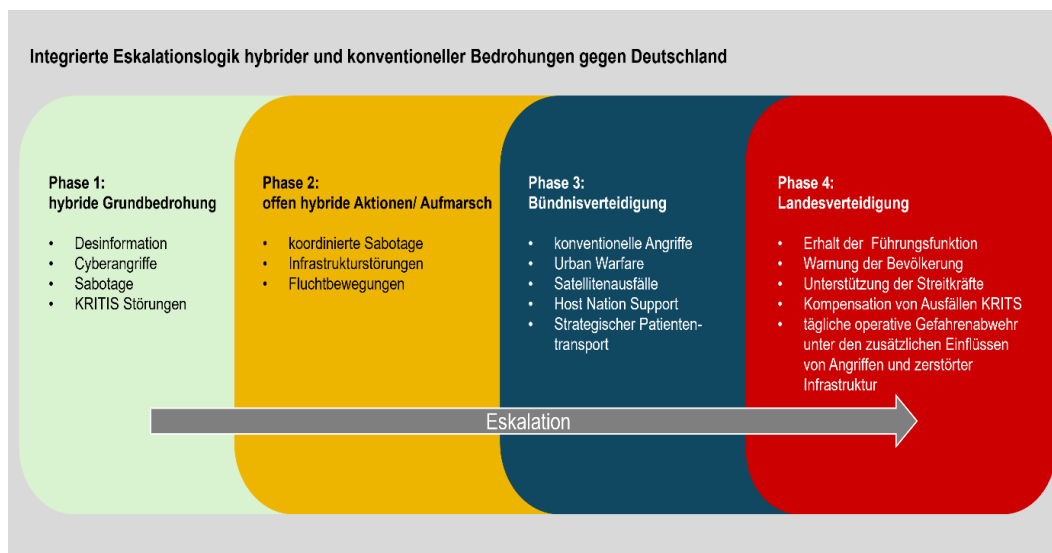 Integrierte Eskalationslogik hybrider und konventioneller Bedrohungen gegen Deutschland
Phase 1:
hybride Grundbedrohung
• Desinformation
• Cyberangriffe
• Sabotage
• KRITIS Störungen
Phase 2:
offen hybride Aktionen/ Aufmarsch
• koordinierte Sabotage
• Infrastrukturstörungen
• Fluchtbewegungen
Phase 3:
Bündnisverteidigung
• konventionelle Angriffe
• Urban Warfare
• Satellitenausfälle
• Host Nation Support
• Strategischer Patienten-
transport
Phase 4:
Landesverteidigung
• Erhalt der Führungsfunktion
• Warnung der Bevölkerung
• Unterstützung der Streitkräfte
• Kompensation von Ausfällen KRITS
• tägliche operative Gefahrenabwehr
unter den zusätzlichen Einflüssen
von Angriffen und zerstörter
Infrastruktur
Eskalation